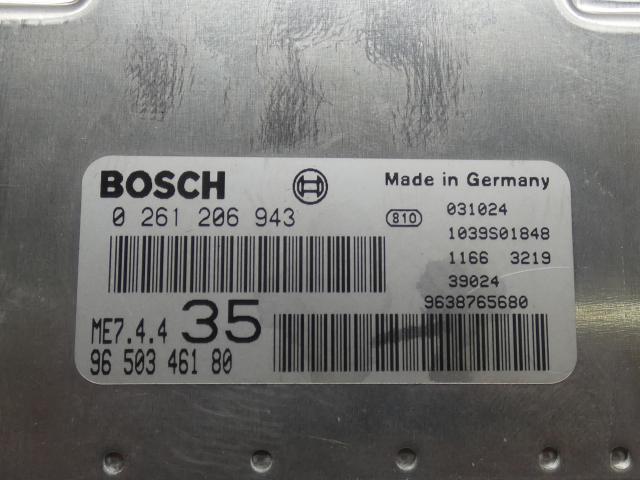 BOSCH
Made in Germany
0 261 206 943
810
031024
1039S01848
1166 3219
39024
9638765680
ME7.4.4 35
96 503 461 80